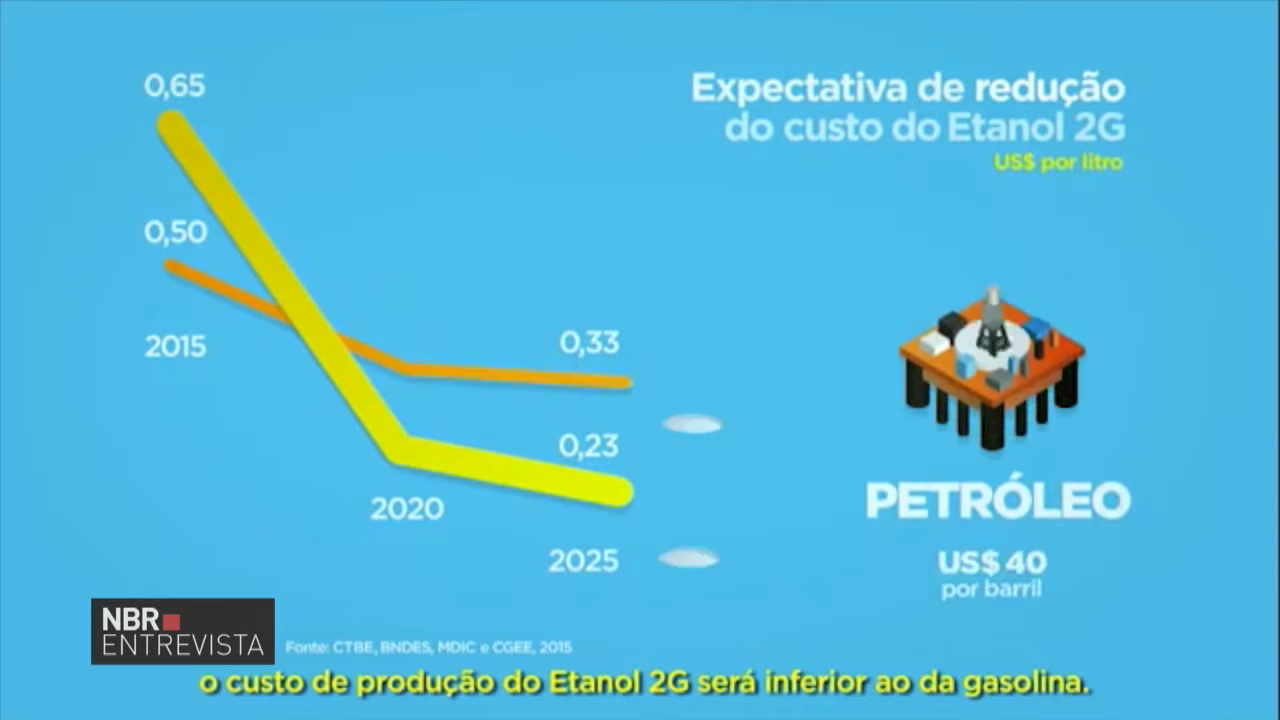 0,65
Expectativa de redução
do custo do Etanol 2G
US$ por litro
0,50
2015
0,33
0,23
2020
2025
PETRÓLEO
US$ 40
por barril
NBR
ENTREVISTA
Fonte: CTBE, BNDES, MDIC e CGEE, 2015
o custo de produção do Etanol 2G será inferior ao da gasolina.